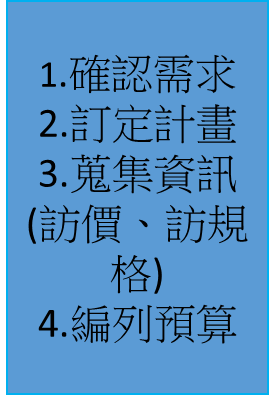 1.確認需求
2.訂定計畫
3.蒐集資訊
(訪價、訪規
格)
4.編列預算